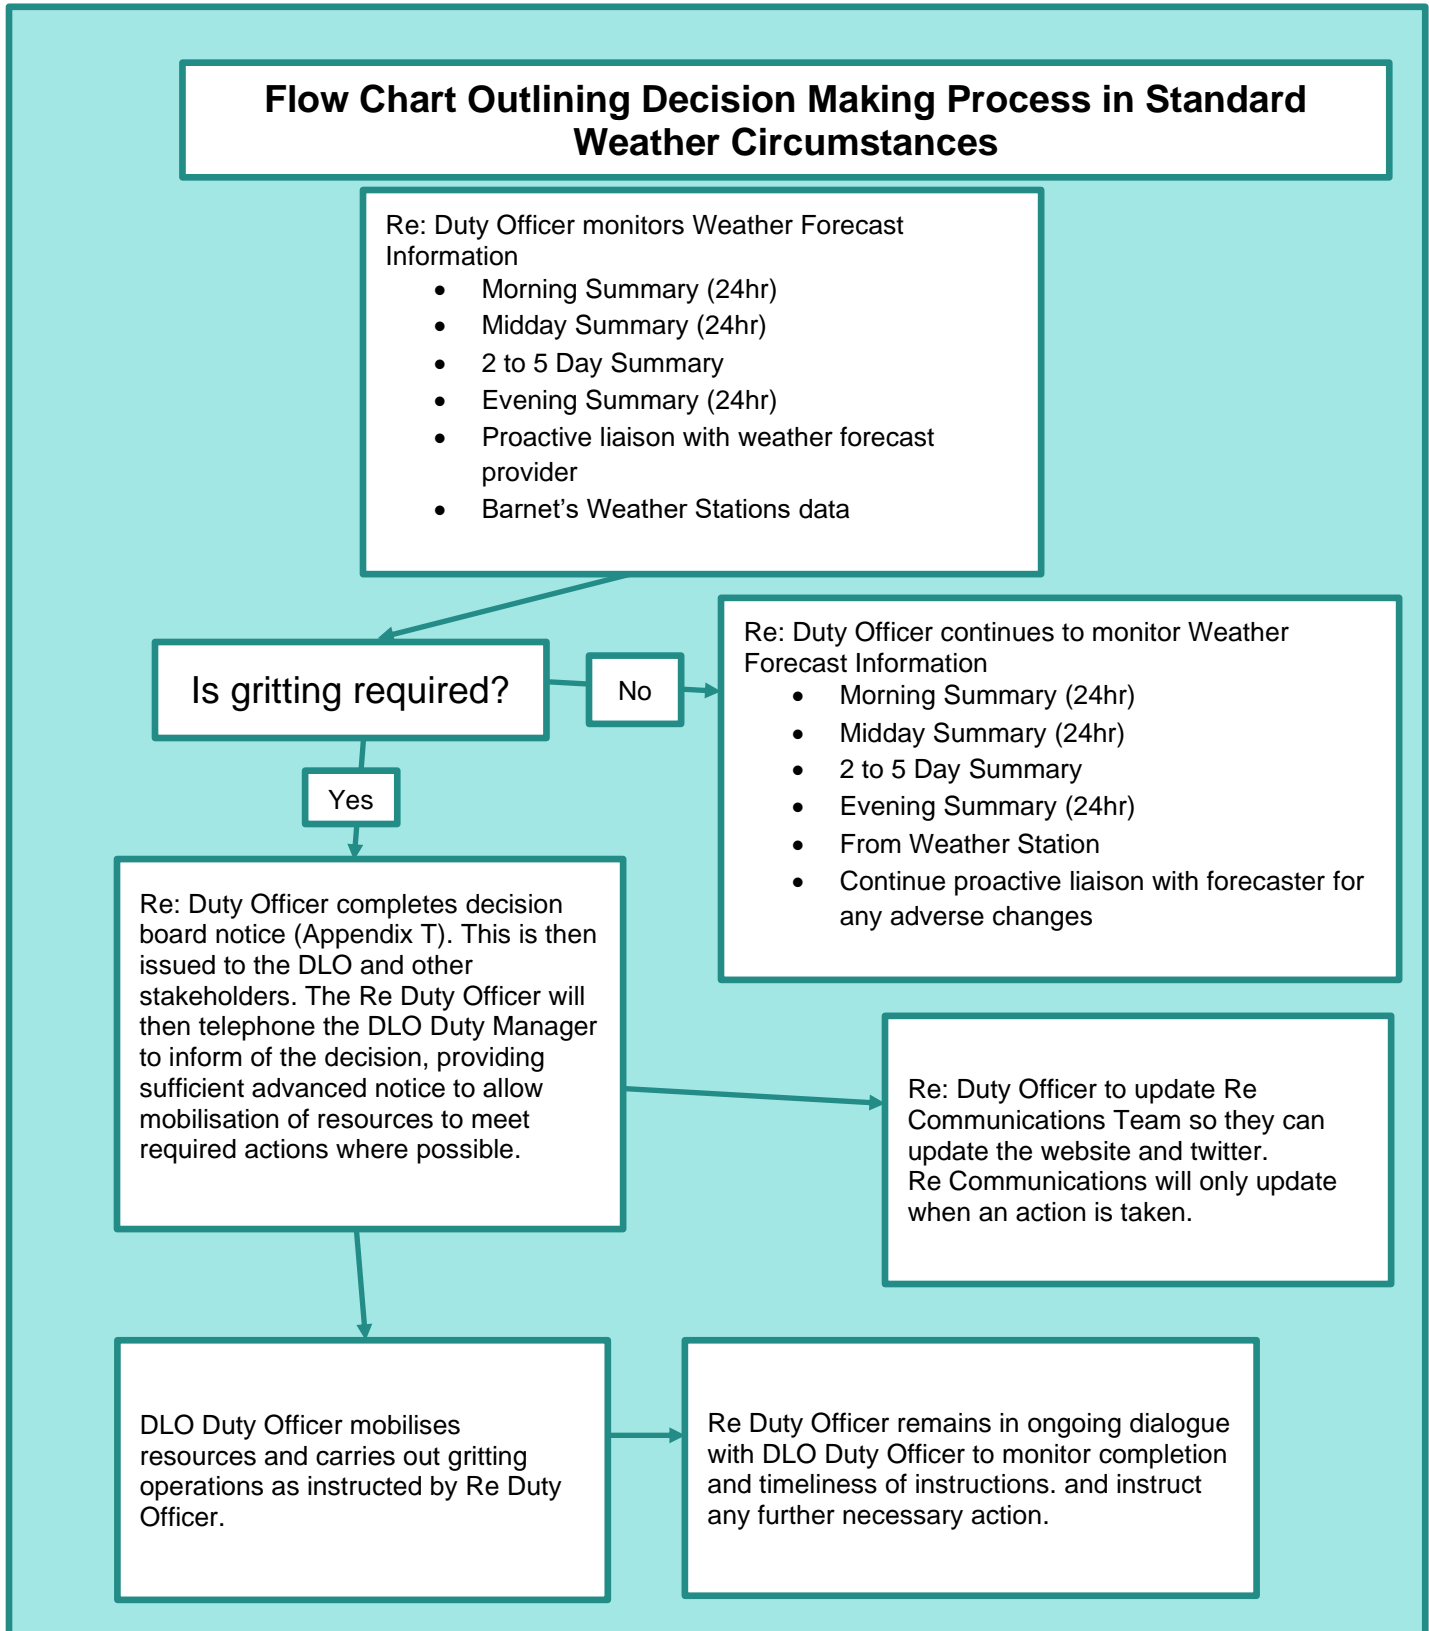 Flow Chart Outlining Decision Making Process in Standard
Weather Circumstances
Re: Duty Officer monitors Weather Forecast
Information
• Morning Summary (24hr)
• Midday Summary (24hr)
• 2 to 5 Day Summary
• Evening Summary (24hr)
• Proactive liaison with weather forecast
provider
• Barnet’s Weather Stations data
Is gritting required?
No
Re: Duty Officer continues to monitor Weather
Forecast Information
• Morning Summary (24hr)
• Midday Summary (24hr)
• 2 to 5 Day Summary
• Evening Summary (24hr)
• From Weather Station
• Continue proactive liaison with forecaster for
any adverse changes
Yes
Re: Duty Officer completes decision
board notice (Appendix T). This is then
issued to the DLO and other
stakeholders. The Re Duty Officer will
then telephone the DLO Duty Manager
to inform of the decision, providing
sufficient advanced notice to allow
mobilisation of resources to meet
required actions where possible.
Re: Duty Officer to update Re
Communications Team so they can
update the website and twitter.
Re Communications will only update
when an action is taken.
DLO Duty Officer mobilises
resources and carries out gritting
operations as instructed by Re Duty
Officer.
Re Duty Officer remains in ongoing dialogue
with DLO Duty Officer to monitor completion
and timeliness of instructions. and instruct
any further necessary action.